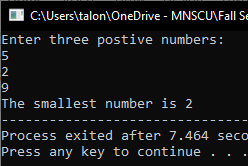 C:\Users\talon\OneDrive - MNSCU\Fall Se
Enter three postive numbers:
5
2
9
The smallest number is 2
--------------------------------
Process exited after 7.464 seco
Press any key to continue . . .